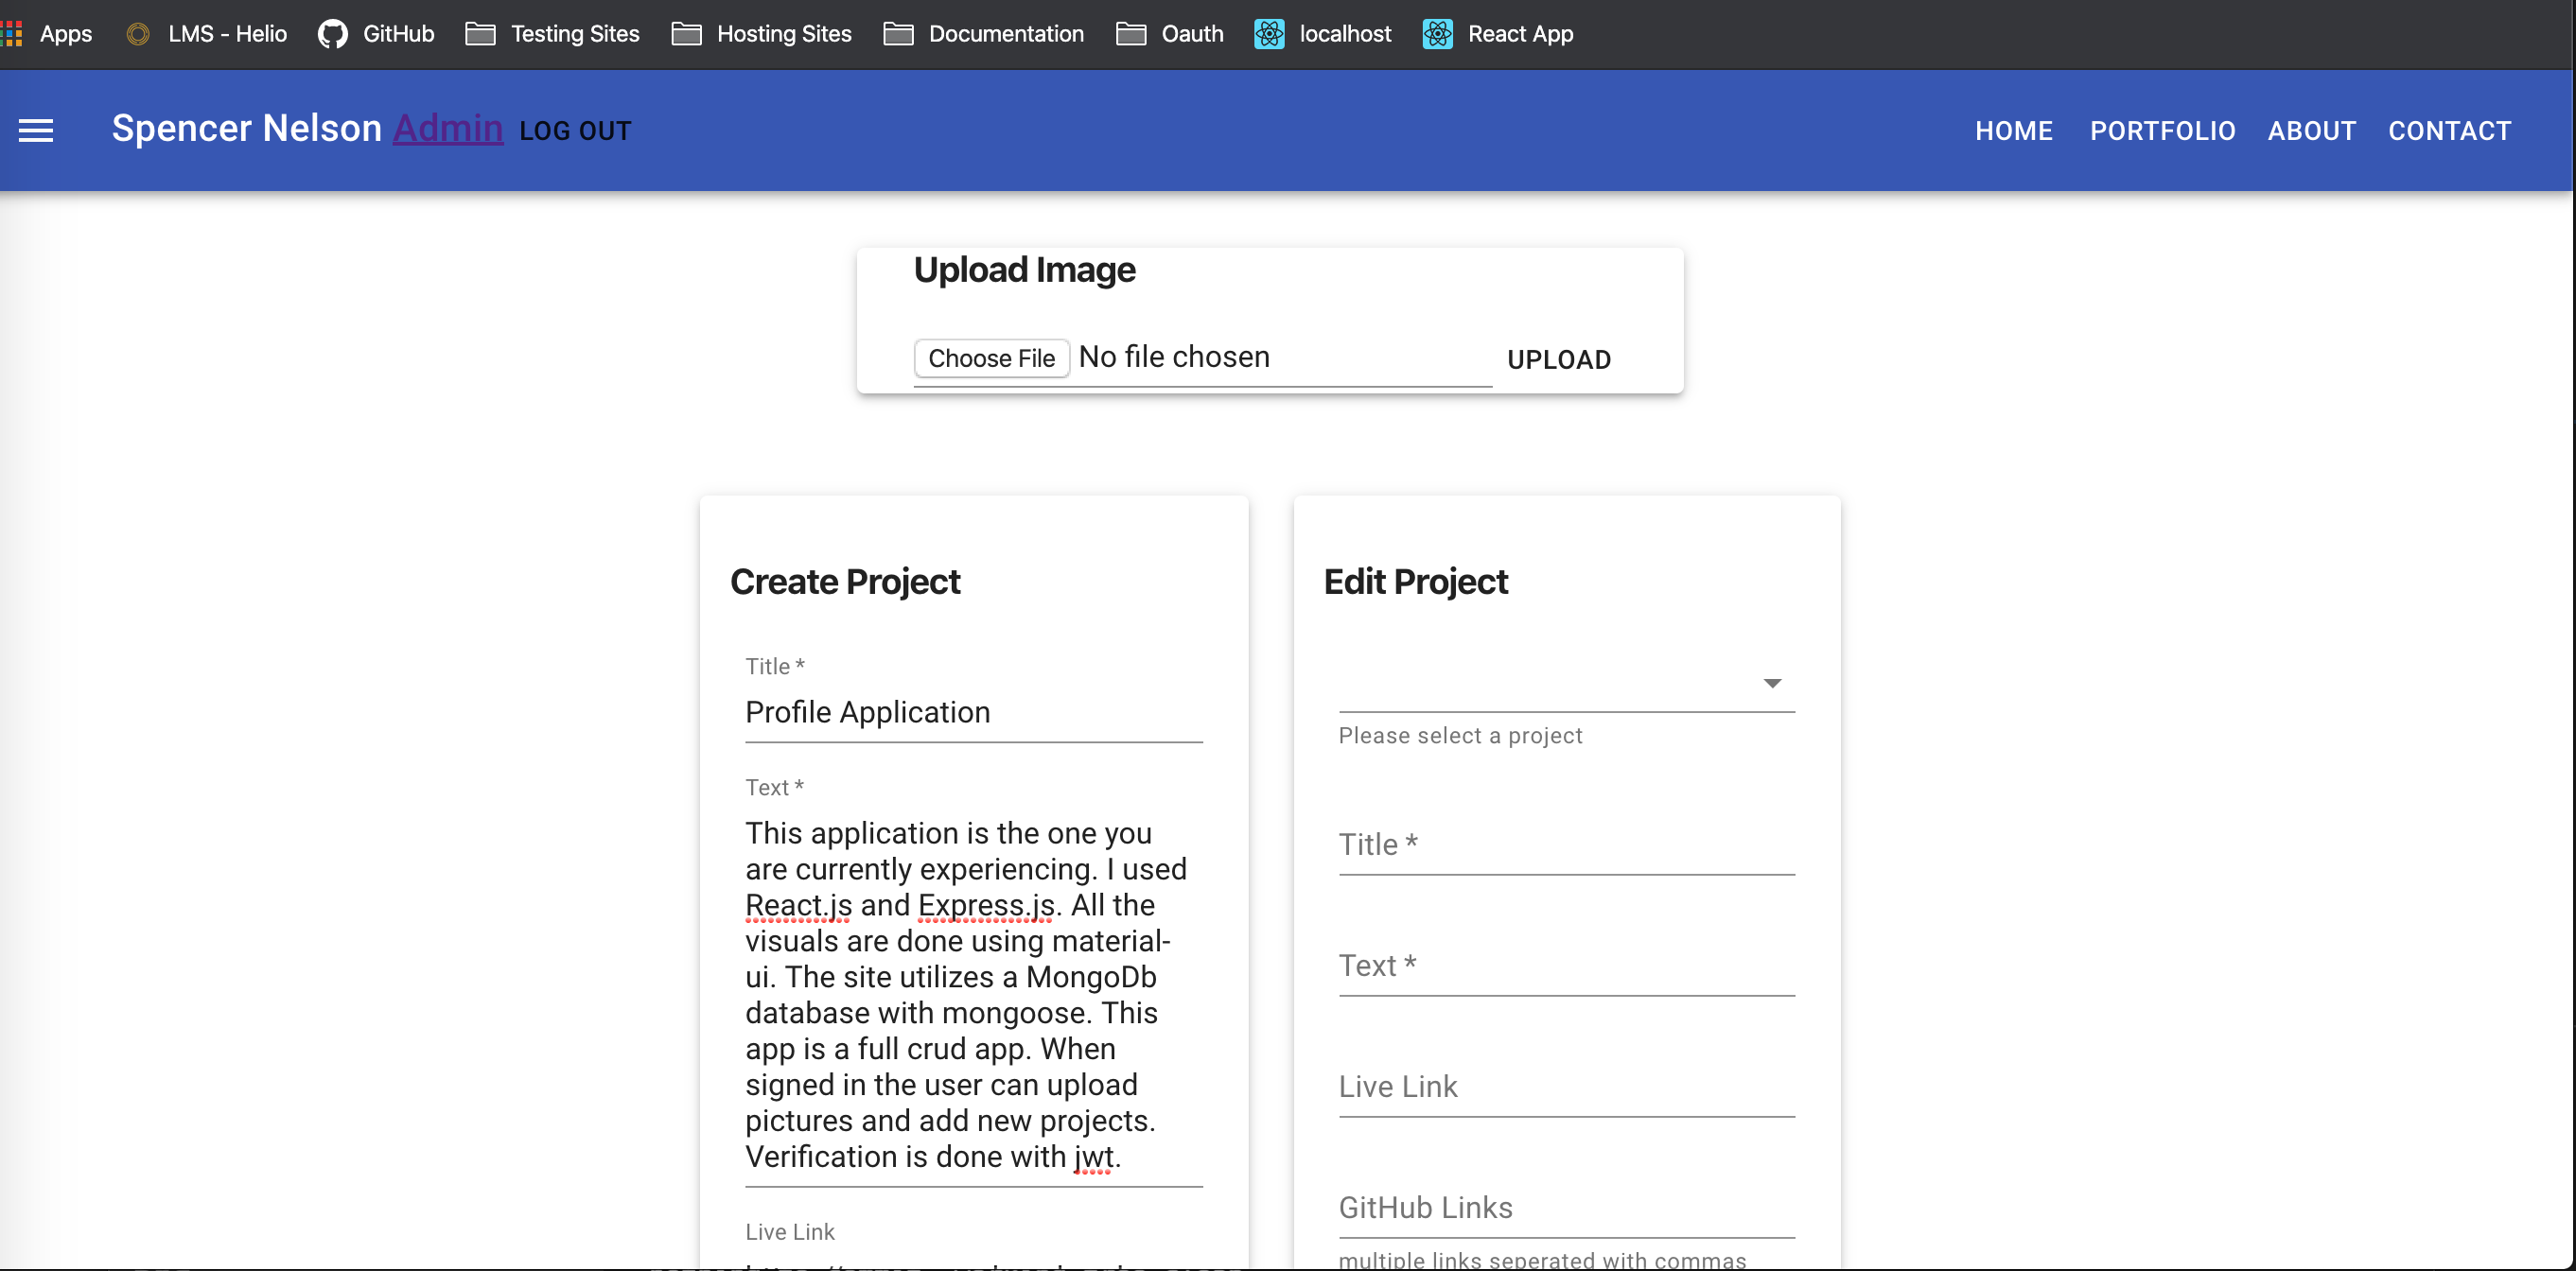 Apps LMS - Helio GitHub Testing Sites Hosting Sites Documentation Oauth localhost React App
Spencer Nelson Admin LOG OUT HOME PORTFOLIO ABOUT CONTACT
Upload Image
Choose File No file chosen UPLOAD
Create Project
Title *
Profile Application
Text *
This application is the one you
are currently experiencing. I used
React.js and Express.js. All the
visuals are done using material-
ui. The site utilizes a MongoDb
database with mongoose. This
app is a full crud app. When
signed in the user can upload
pictures and add new projects.
Verification is done with jwt.
Live Link
Edit Project
Please select a project
Title *
Text *
Live Link
GitHub Links
multiple links seperated with commas